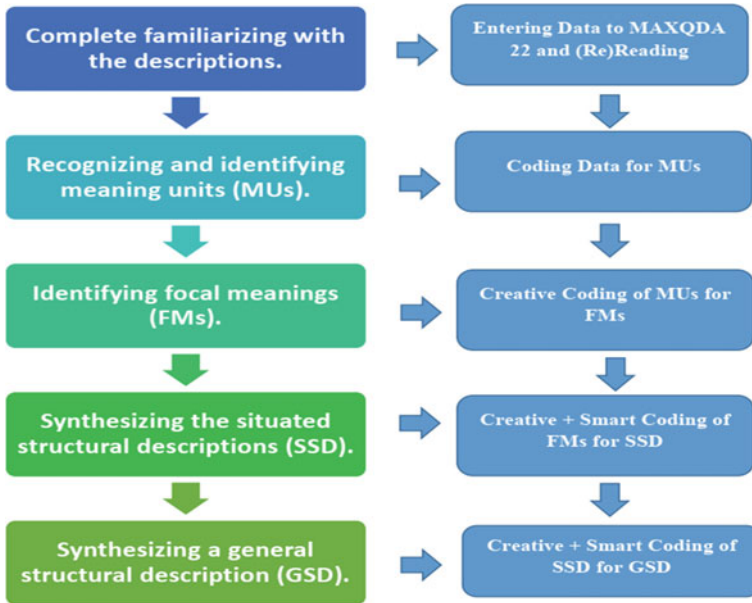 Complete familiarizing with
the descriptions.
Entering Data to MAXQDA
22 and (Re)Reading
Recognizing and identifying
meaning units (MUs).
Coding Data for MUs
Identifying focal meanings
(FMs).
Creative Coding of MUs for
FMs
Synthesizing the situated
structural descriptions (SSD).
Creative + Smart Coding of
FMs for SSD
Synthesizing a general
structural description (GSD).
Creative + Smart Coding of
SSD for GSD